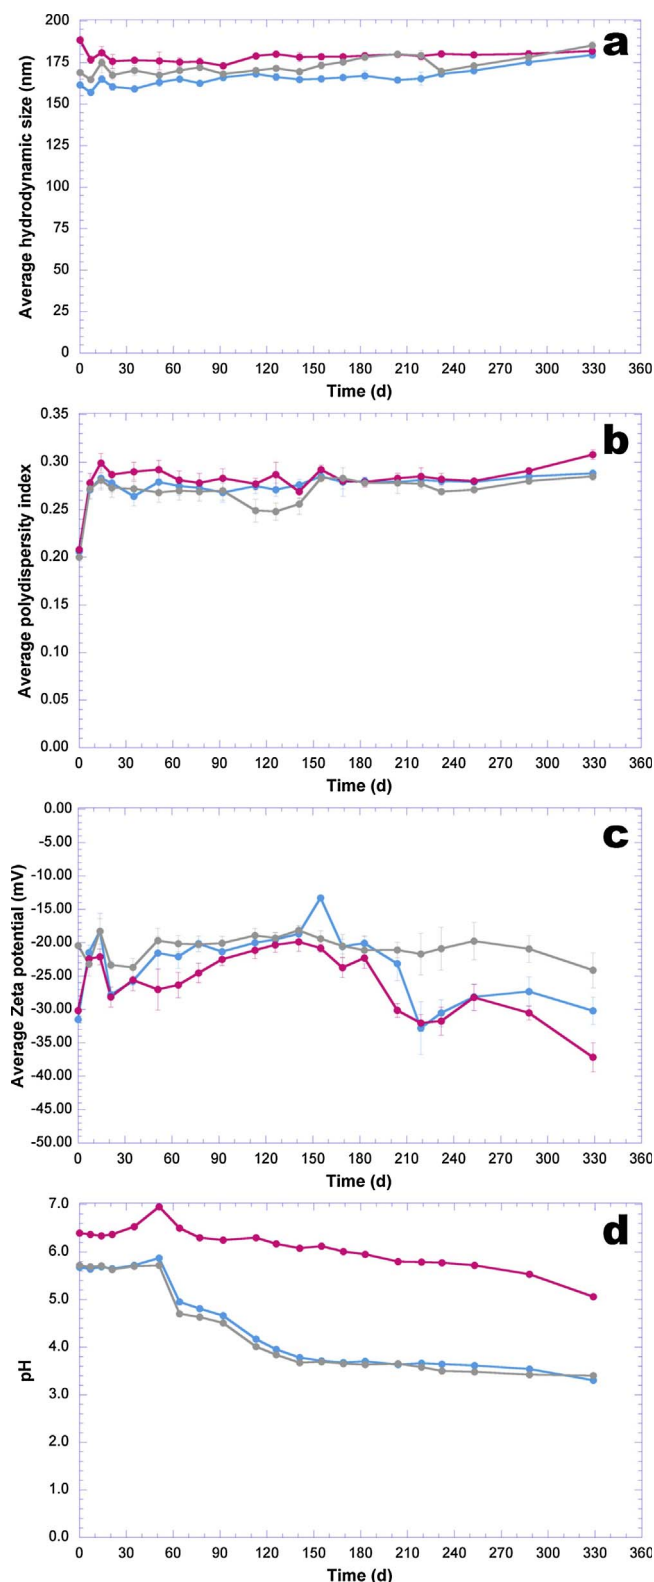 200
a
175
150
125
100
75
50
25
0
Average hydrodynamic size (nm)
0 30 60 90 120 150 180 210 240 270 300 330 360
Time (d)
0.35
b
0.30
0.25
0.20
0.15
0.10
0.05
0.00
Average polydispersity index
0 30 60 90 120 150 180 210 240 270 300 330 360
Time (d)
0.00
c
-5.00
-10.00
-15.00
-20.00
-25.00
-30.00
-35.00
-40.00
-45.00
-50.00
Average Zeta potential (mV)
0 30 60 90 120 150 180 210 240 270 300 330 360
Time (d)
7.0
d
6.0
5.0
4.0
3.0
2.0
1.0
0.0
pH
0 30 60 90 120 150 180 210 240 270 300 330 360
Time (d)